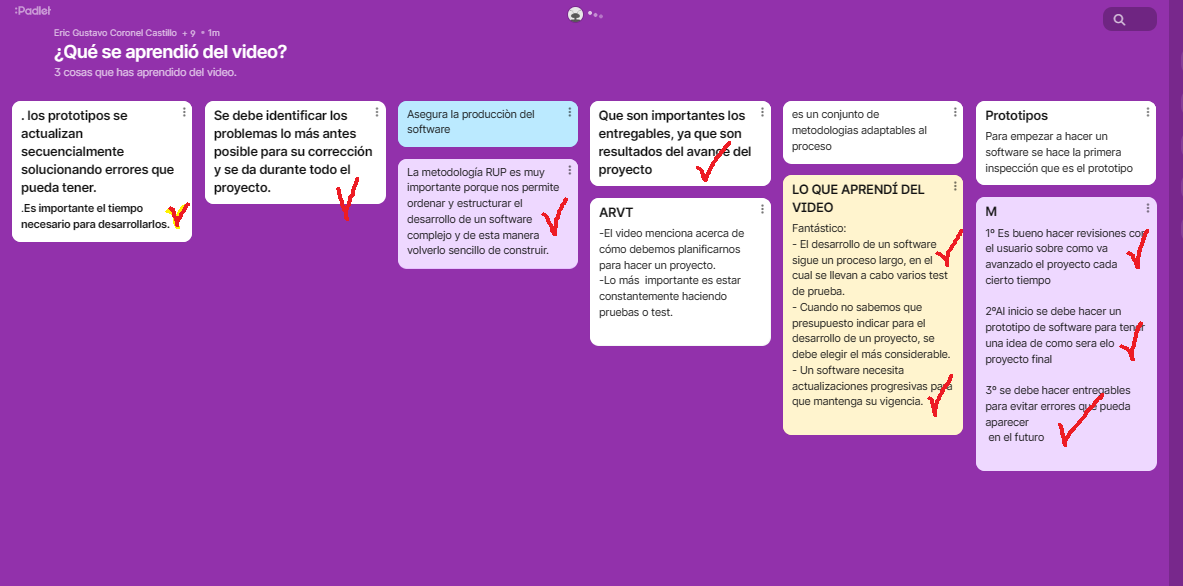 :Padlet
Eric Gustavo Coronel Castillo + 9 • 1m
¿Qué se aprendió del video?
3 cosas que has aprendido del video.
. los prototipos se
actualizan
secuencialmente
solucionando errores que
pueda tener.
.Es importante el tiempo
necesario para desarrollarlos.
Se debe identificar los
problemas lo más antes
posible para su corrección
y se da durante todo el
proyecto.
Asegura la producciòn del
software
La metodología RUP es muy
importante porque nos permite
ordenar y estructurar el
desarrollo de un software
complejo y de esta manera
volverlo sencillo de construir.
Que son importantes los
entregables, ya que son
resultados del avance del
proyecto
ARVT
-El video menciona acerca de
cómo debemos planificarnos
para hacer un proyecto.
-Lo más importante es estar
constantemente haciendo
pruebas o test.
es un conjunto de
metodologias adaptables al
proceso
LO QUE APRENDÍ DEL
VIDEO
Fantástico:
- El desarrollo de un software
sigue un proceso largo, en el
cual se llevan a cabo varios test
de prueba.
- Cuando no sabemos que
presupuesto indicar para el
desarrollo de un proyecto, se
debe elegir el más considerable.
- Un software necesita
actualizaciones progresivas para
que mantenga su vigencia.
Prototipos
Para empezar a hacer un
software se hace la primera
inspección que es el prototipo
M
1º Es bueno hacer revisiones con
el usuario sobre como va
avanzado el proyecto cada
cierto tiempo
2ºAl inicio se debe hacer un
prototipo de software para tener
una idea de como sera elo
proyecto final
3º se debe hacer entregables
para evitar errores que pueda
aparecer
en el futuro